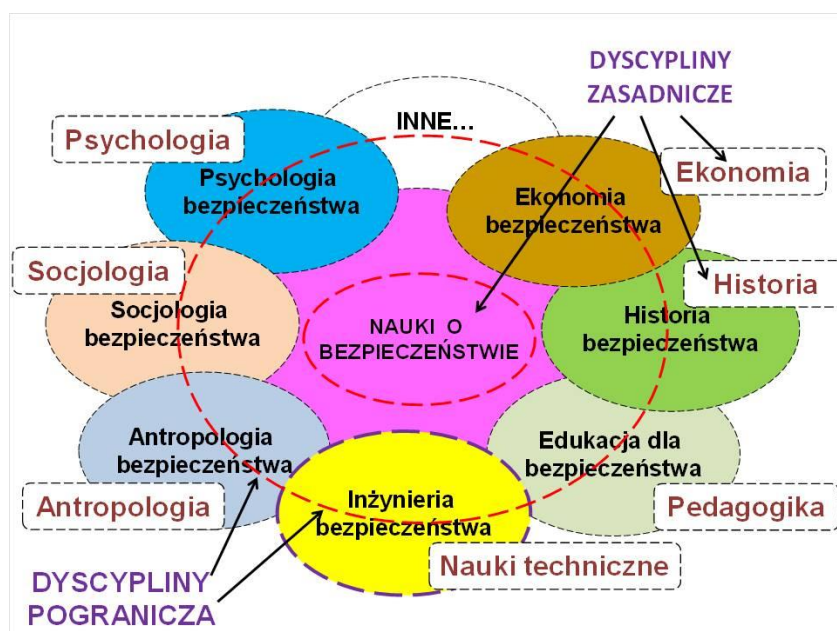 DYSCYPLINY
ZASADNICZE
INNE...
Psychologia
Psychologia
bezpieczeństwa
Ekonomia
Ekonomia
bezpieczeństwa
Socjologia
Socjologia
bezpieczeństwa
NAUKI O
BEZPIECZEŃSTWIE
Historia
Historia
bezpieczeństwa
Antropologia
bezpieczeństwa
Antropologia
Inżynieria
bezpieczeństwa
Edukacja dla
bezpieczeństwa
Pedagogika
Nauki techniczne
DYSCYPLINY
POGRANICZA